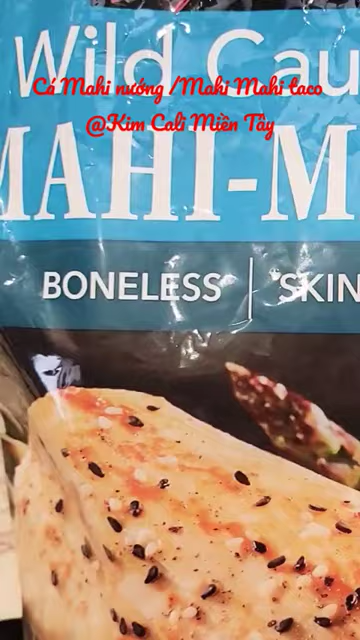 Wild Cau
Cá Mahi nướng /Mahi Mahi taco
@Kim Cali Miền Tây
MAHI-M
BONELESS | SKIN